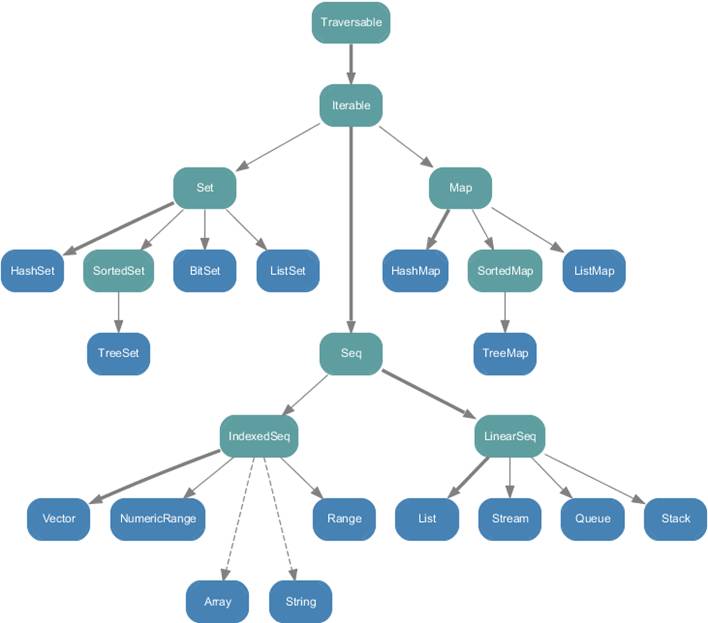 Traversable
Iterable
Set
Map
HashSet
SortedSet
BitSet
ListSet
HashMap
SortedMap
ListMap
TreeSet
Seq
TreeMap
IndexedSeq
LinearSeq
Vector
NumericRange
Range
List
Stream
Queue
Stack
Array
String